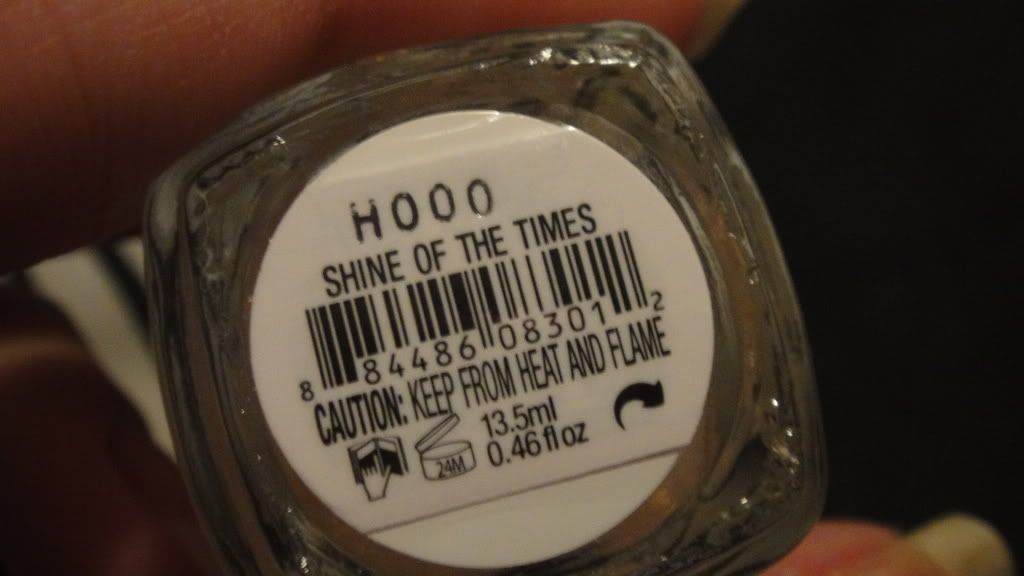 H000
SHINE OF THE TIMES
8 84486 08301 2
CAUTION: KEEP FROM HEAT AND FLAME
24M
13.5ml
0.46 fl oz